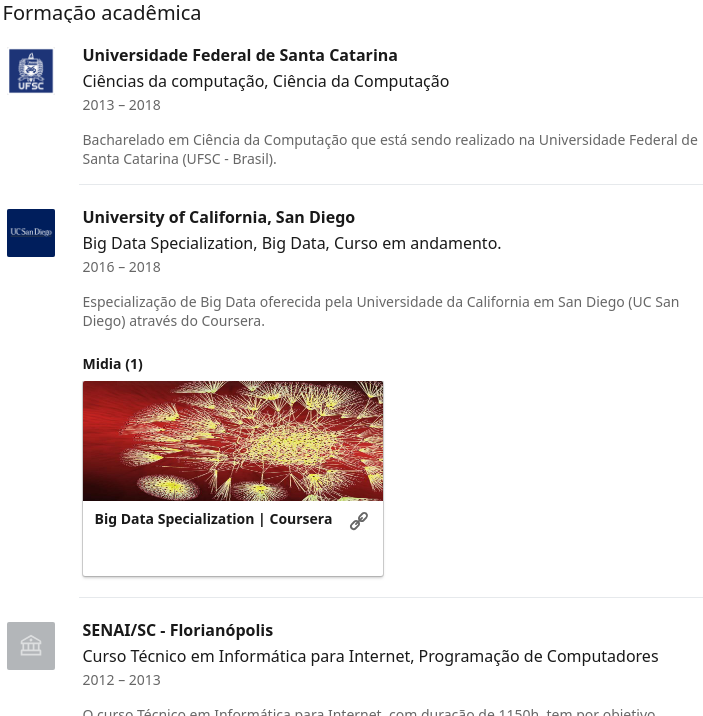 Formação acadêmica
UFSC
Universidade Federal de Santa Catarina
Ciências da computação, Ciência da Computação
2013 – 2018
Bacharelado em Ciência da Computação que está sendo realizado na Universidade Federal de
Santa Catarina (UFSC - Brasil).
UC San Diego
University of California, San Diego
Big Data Specialization, Big Data, Curso em andamento.
2016 – 2018
Especialização de Big Data oferecida pela Universidade da California em San Diego (UC San
Diego) através do Coursera.
Midia (1)
Big Data Specialization | Coursera
SENAI/SC - Florianópolis
Curso Técnico em Informática para Internet, Programação de Computadores
2012 – 2013
O curso Técnico em Informática para Internet, com duração de 1150h, tem por objetivo